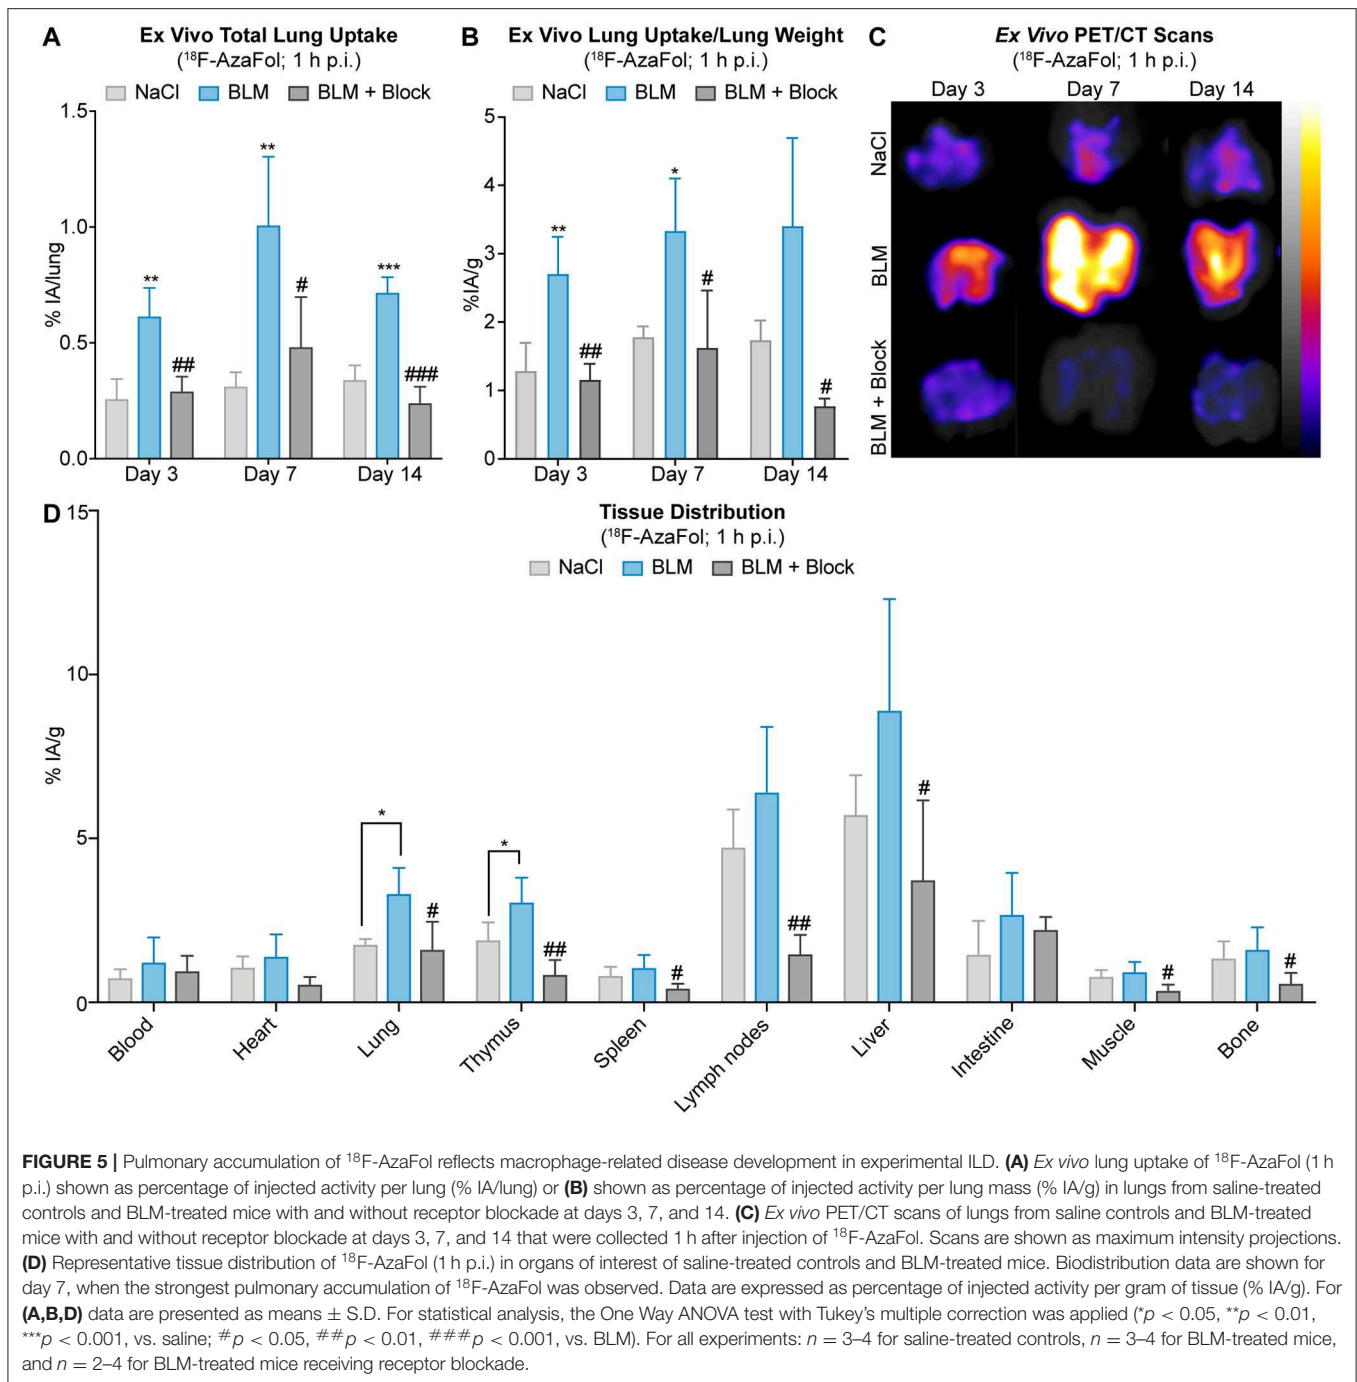 A
Ex Vivo Total Lung Uptake
(¹⁸F-AzaFol; 1 h p.i.)
NaCl BLM BLM + Block
1.5
1.0
0.5
0.0
% IA/lung
** ** ***
## # ###
Day 3 Day 7 Day 14
B
Ex Vivo Lung Uptake/Lung Weight
(¹⁸F-AzaFol; 1 h p.i.)
NaCl BLM BLM + Block
5
4
3
2
1
0
%IA/g
** *
## # #
Day 3 Day 7 Day 14
C
Ex Vivo PET/CT Scans
(¹⁸F-AzaFol; 1 h p.i.)
Day 3 Day 7 Day 14
NaCl
BLM
BLM + Block
D
Tissue Distribution
(¹⁸F-AzaFol; 1 h p.i.)
NaCl BLM BLM + Block
15
10
5
0
% IA/g
* *
# ## # ## # # #
Blood Heart Lung Thymus Spleen Lymph nodes Liver Intestine Muscle Bone
FIGURE 5 | Pulmonary accumulation of ¹⁸F-AzaFol reflects macrophage-related disease development in experimental ILD. (A) Ex vivo lung uptake of ¹⁸F-AzaFol (1 h
p.i.) shown as percentage of injected activity per lung (% IA/lung) or (B) shown as percentage of injected activity per lung mass (% IA/g) in lungs from saline-treated
controls and BLM-treated mice with and without receptor blockade at days 3, 7, and 14. (C) Ex vivo PET/CT scans of lungs from saline controls and BLM-treated
mice with and without receptor blockade at days 3, 7, and 14 that were collected 1 h after injection of ¹⁸F-AzaFol. Scans are shown as maximum intensity projections.
(D) Representative tissue distribution of ¹⁸F-AzaFol (1 h p.i.) in organs of interest of saline-treated controls and BLM-treated mice. Biodistribution data are shown for
day 7, when the strongest pulmonary accumulation of ¹⁸F-AzaFol was observed. Data are expressed as percentage of injected activity per gram of tissue (% IA/g). For
(A,B,D) data are presented as means ± S.D. For statistical analysis, the One Way ANOVA test with Tukey's multiple correction was applied (*p < 0.05, **p < 0.01,
***p < 0.001, vs. saline; #p < 0.05, ##p < 0.01, ###p < 0.001, vs. BLM). For all experiments: n = 3–4 for saline-treated controls, n = 3–4 for BLM-treated mice,
and n = 2–4 for BLM-treated mice receiving receptor blockade.